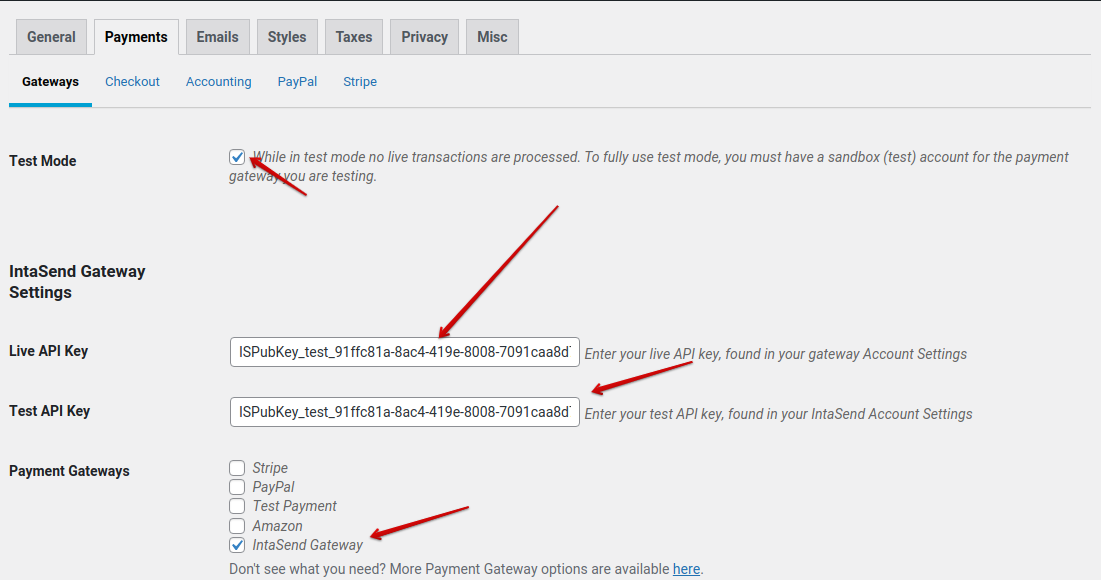 General Payments Emails Styles Taxes Privacy Misc
Gateways Checkout Accounting PayPal Stripe
Test Mode
While in test mode no live transactions are processed. To fully use test mode, you must have a sandbox (test) account for the payment
gateway you are testing.
IntaSend Gateway
Settings
Live API Key
ISPubKey_test_91ffc81a-8ac4-419e-8008-7091caa8d
Enter your live API key, found in your gateway Account Settings
Test API Key
ISPubKey_test_91ffc81a-8ac4-419e-8008-7091caa8d
Enter your test API key, found in your IntaSend Account Settings
Payment Gateways
Stripe
PayPal
Test Payment
Amazon
IntaSend Gateway
Don't see what you need? More Payment Gateway options are available here.